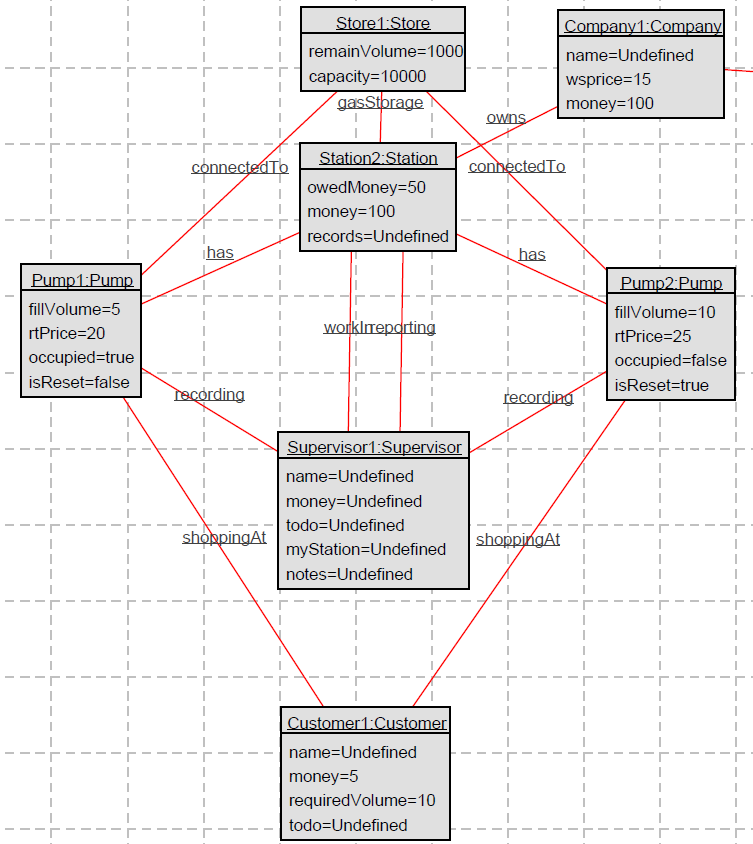 Store1:Store
remainVolume=1000
capacity=10000
Company1:Company
name=Undefined
wsprice=15
money=100
gasStorage
owns
connectedTo
connectedTo
Station2:Station
owedMoney=50
money=100
records=Undefined
has
has
Pump1:Pump
fillVolume=5
rtPrice=20
occupied=true
isReset=false
Pump2:Pump
fillVolume=10
rtPrice=25
occupied=false
isReset=true
workIn
reporting
recording
recording
Supervisor1:Supervisor
name=Undefined
money=Undefined
todo=Undefined
myStation=Undefined
notes=Undefined
shoppingAt
shoppingAt
Customer1:Customer
name=Undefined
money=5
requiredVolume=10
todo=Undefined